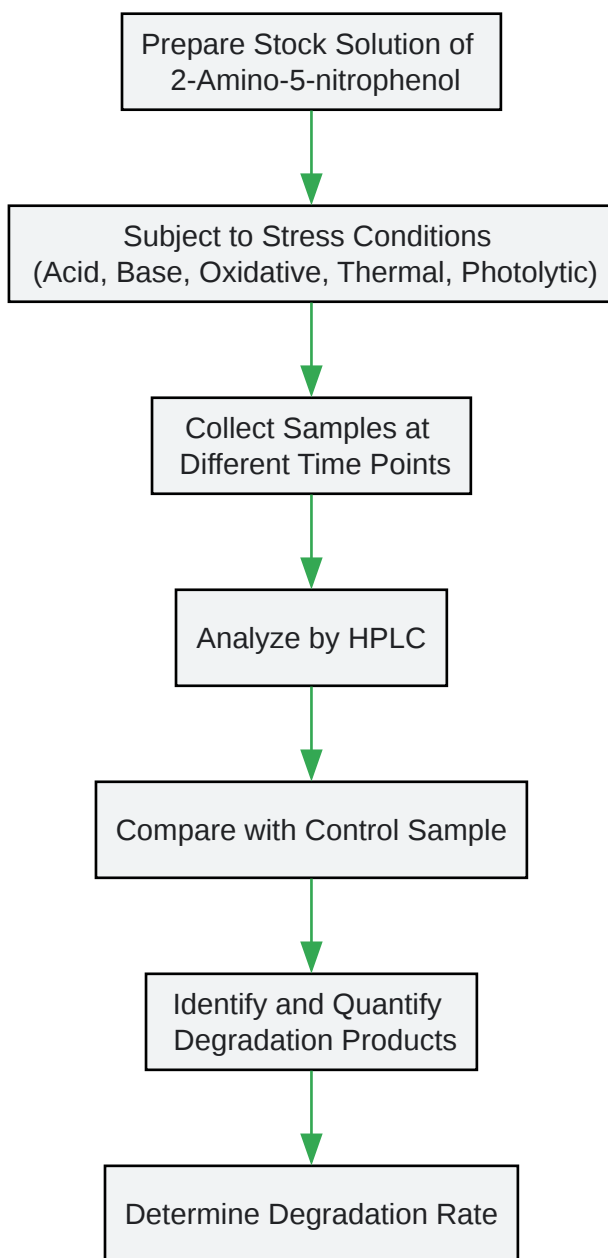 Prepare Stock Solution of
2-Amino-5-nitrophenol
Subject to Stress Conditions
(Acid, Base, Oxidative, Thermal, Photolytic)
Collect Samples at
Different Time Points
Analyze by HPLC
Compare with Control Sample
Identify and Quantify
Degradation Products
Determine Degradation Rate